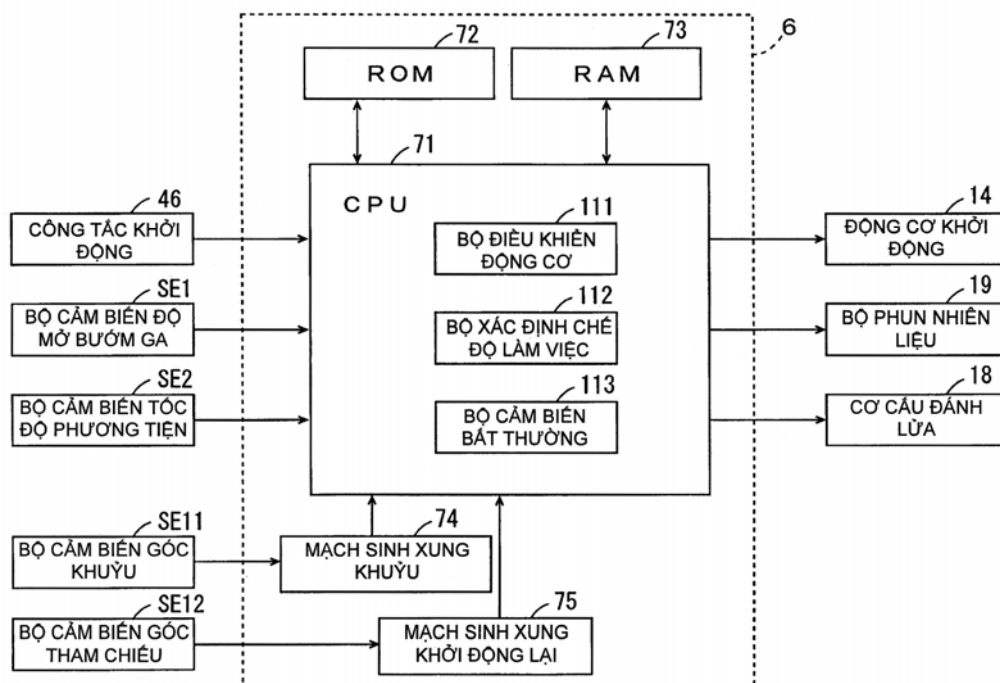 72
ROM
73
RAM
6
71
CPU
46
CÔNG TẮC KHỞI
ĐỘNG
SE1
BỘ CẢM BIẾN ĐỘ
MỞ BƯỚM GA
SE2
BỘ CẢM BIẾN TỐC
ĐỘ PHƯƠNG TIỆN
111
BỘ ĐIỀU KHIỂN
ĐỘNG CƠ
112
BỘ XÁC ĐỊNH CHẾ
ĐỘ LÀM VIỆC
113
BỘ CẢM BIẾN
BẤT THƯỜNG
14
ĐỘNG CƠ KHỞI
ĐỘNG
19
BỘ PHUN NHIÊN
LIỆU
18
CƠ CẤU ĐÁNH
LỬA
SE11
BỘ CẢM BIẾN GÓC
KHUỶU
74
MẠCH SINH XUNG
KHUỶU
SE12
BỘ CẢM BIẾN GÓC
THAM CHIẾU
75
MẠCH SINH XUNG
KHỞI ĐỘNG LẠI